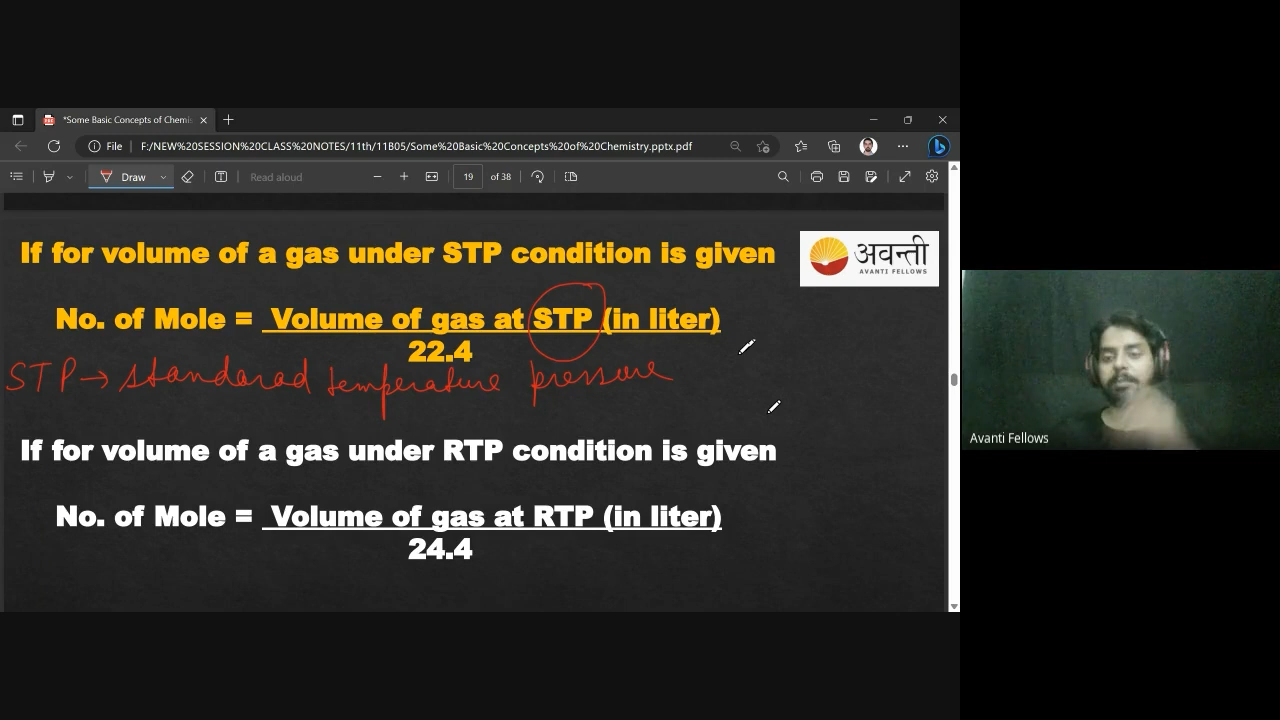 *Some Basic Concepts of Chemis
File F:/NEW%20SESSION%20CLASS%20NOTES/11th/11B05/Some%20Basic%20Concepts%20of%20Chemistry.pptx.pdf
Draw Read aloud 19 of 38
If for volume of a gas under STP condition is given
अवन्ती
AVANTI FELLOWS
No. of Mole = Volume of gas at STP (in liter)
22.4
STP → standarad temperature pressure
If for volume of a gas under RTP condition is given
No. of Mole = Volume of gas at RTP (in liter)
24.4
Avanti Fellows